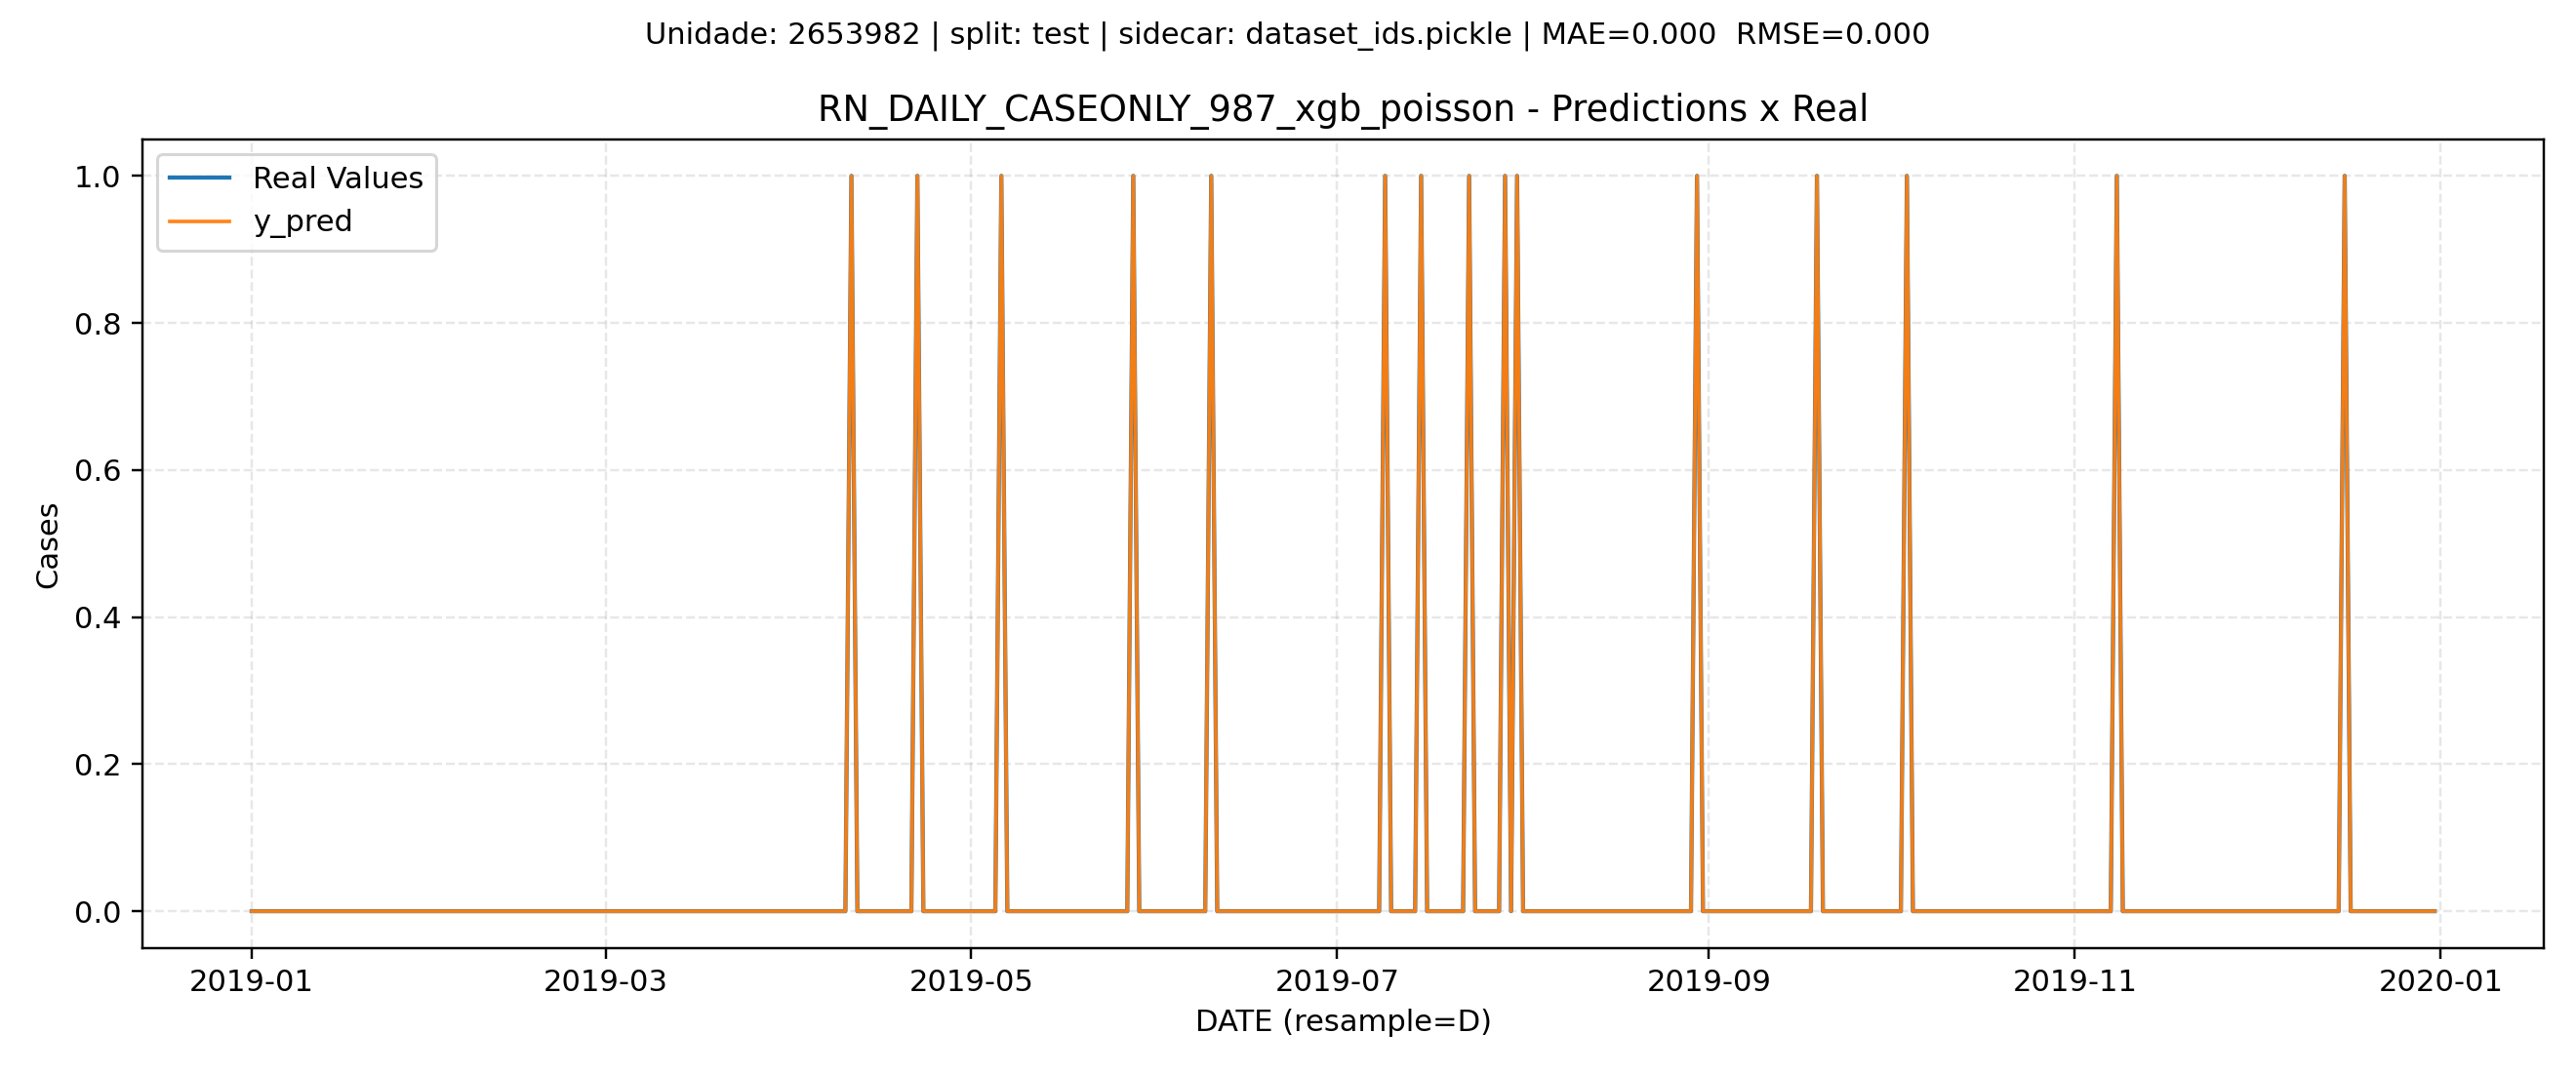 Unidade: 2653982 | split: test | sidecar: dataset_ids.pickle | MAE=0.000  RMSE=0.000
RN_DAILY_CASEONLY_987_xgb_poisson - Predictions x Real
Real Values
y_pred
1.0
0.8
0.6
0.4
0.2
0.0
Cases
2019-01 2019-03 2019-05 2019-07 2019-09 2019-11 2020-01
DATE (resample=D)